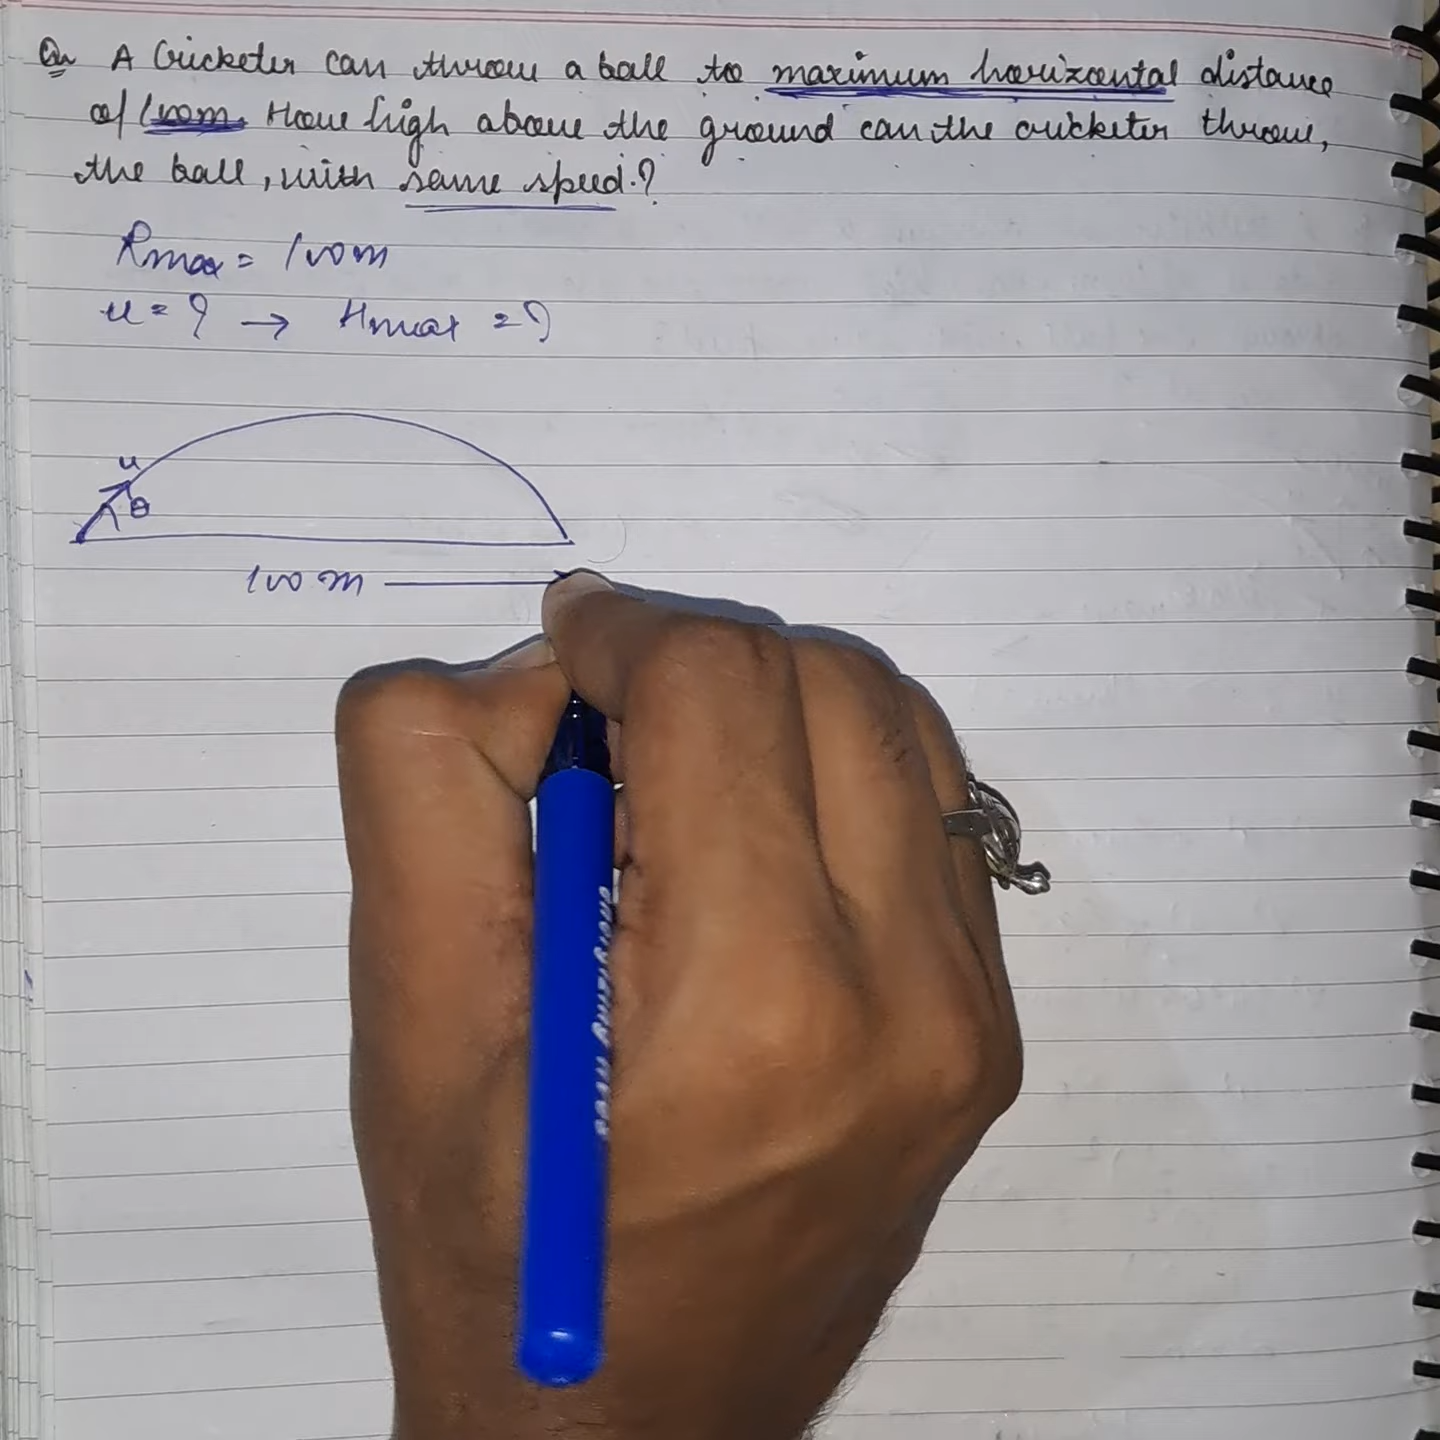 Qn A Cricketer can throw a ball to maximum horizontal distance
of 100m. How high above the ground can the cricketer throw,
the ball, with same speed.?
Rmax = 100m
u = ? → Hmax = ?
u
θ
100 m